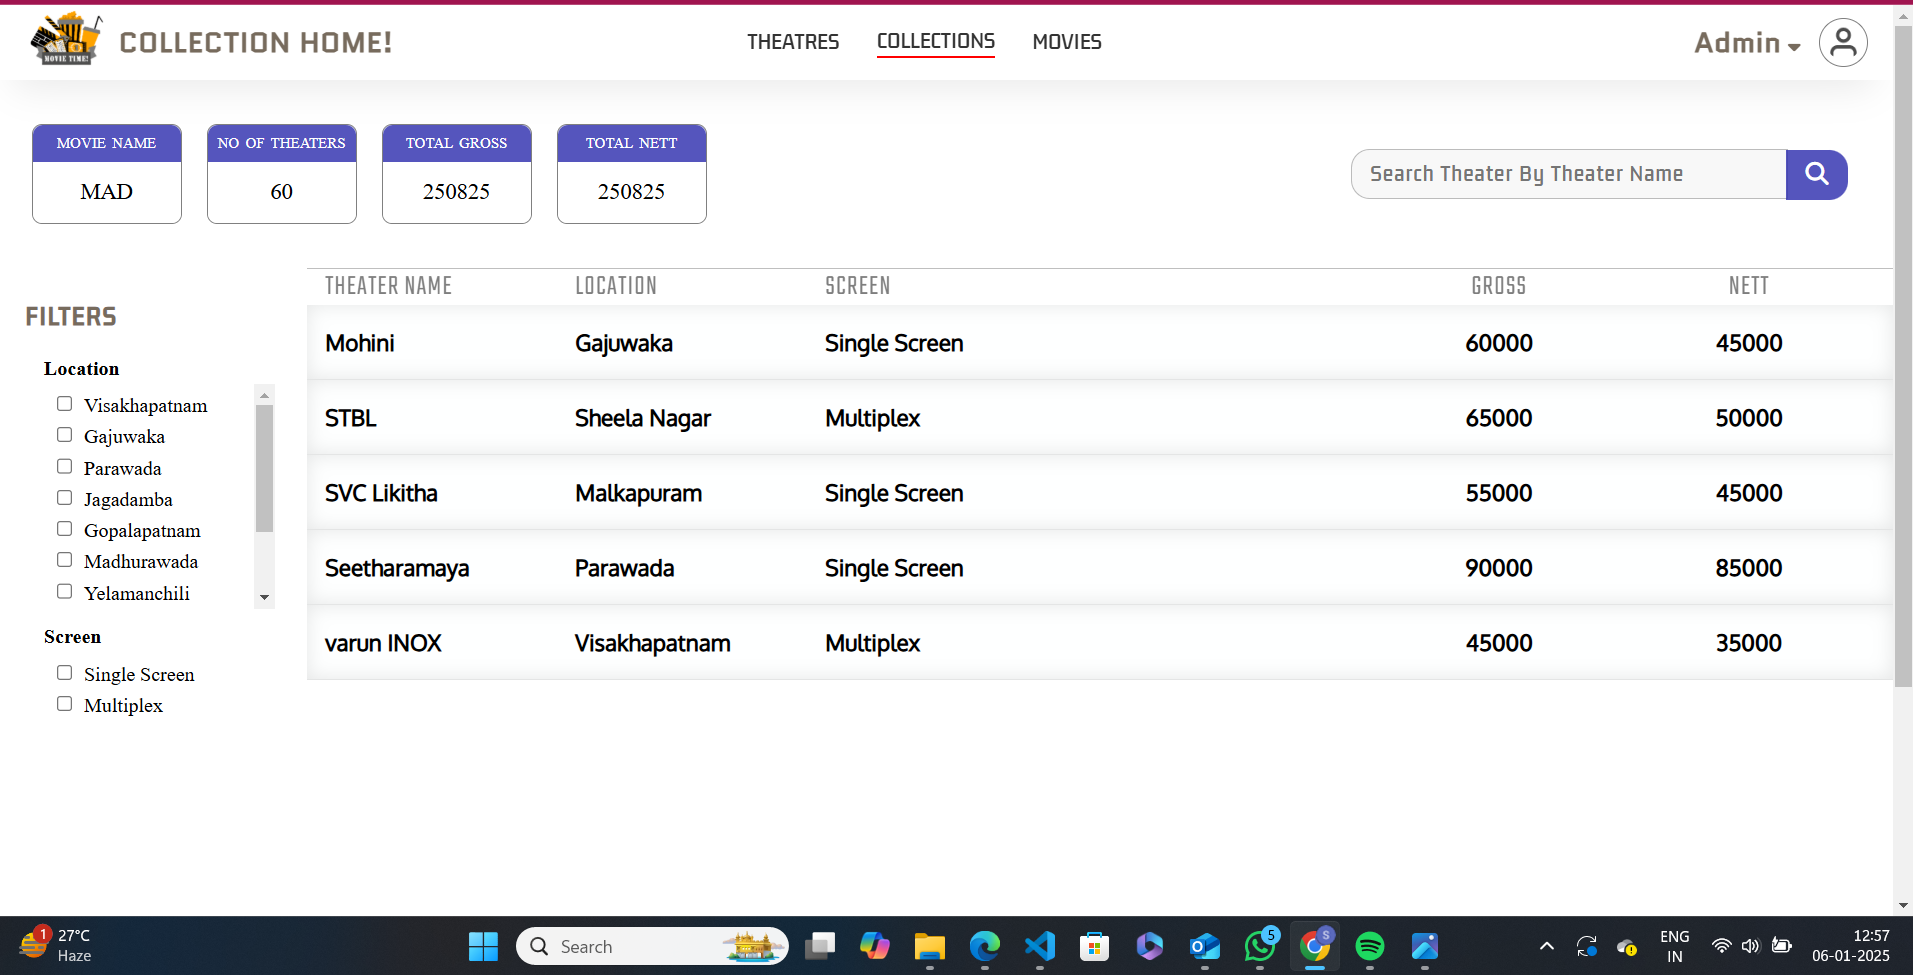 MOVIE TIME!
COLLECTION HOME!
THEATRES COLLECTIONS MOVIES
Admin
MOVIE NAME
MAD
NO OF THEATERS
60
TOTAL GROSS
250825
TOTAL NETT
250825
Search Theater By Theater Name
FILTERS
Location
Visakhapatnam
Gajuwaka
Parawada
Jagadamba
Gopalapatnam
Madhurawada
Yelamanchili
Screen
Single Screen
Multiplex
THEATER NAME LOCATION SCREEN GROSS NETT
Mohini Gajuwaka Single Screen 60000 45000
STBL Sheela Nagar Multiplex 65000 50000
SVC Likitha Malkapuram Single Screen 55000 45000
Seetharamaya Parawada Single Screen 90000 85000
varun INOX Visakhapatnam Multiplex 45000 35000
1
27°C
Haze
Search
5
S
ENG
IN
12:57
06-01-2025